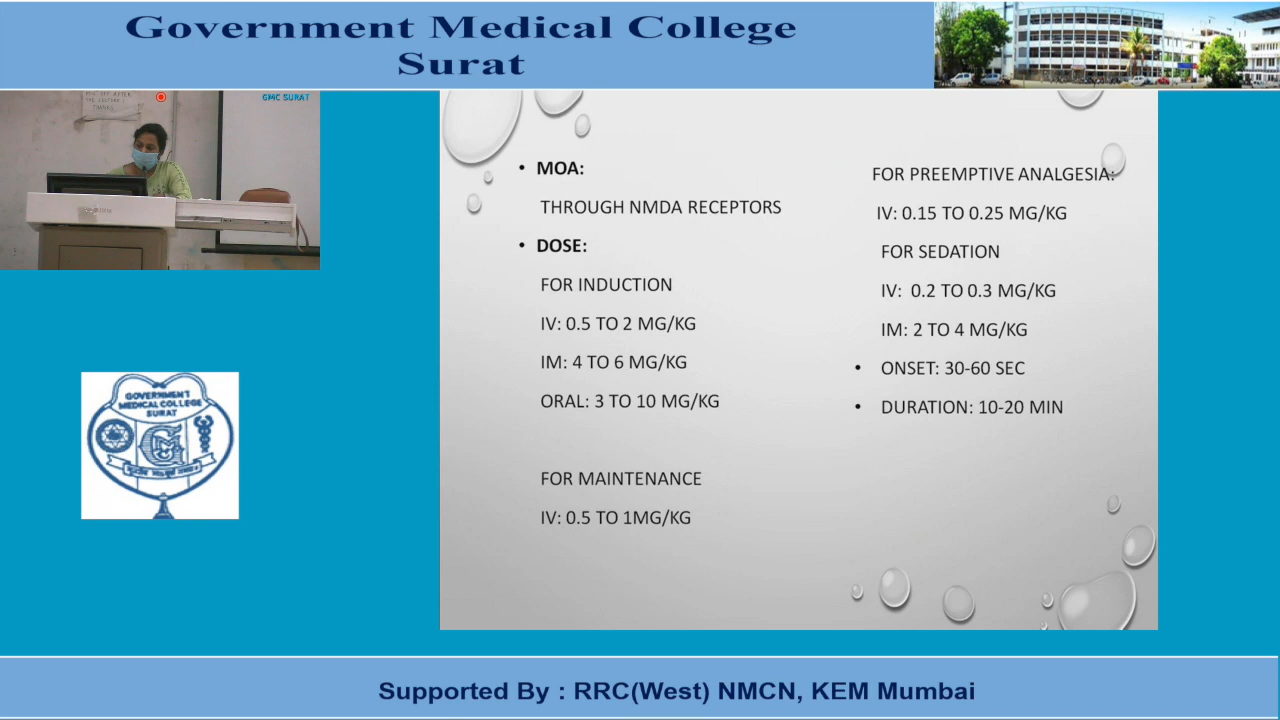 Government Medical College
Surat
GMC SURAT
• MOA:
THROUGH NMDA RECEPTORS
• DOSE:
FOR INDUCTION
IV: 0.5 TO 2 MG/KG
IM: 4 TO 6 MG/KG
ORAL: 3 TO 10 MG/KG
FOR MAINTENANCE
IV: 0.5 TO 1MG/KG
FOR PREEMPTIVE ANALGESIA:
IV: 0.15 TO 0.25 MG/KG
FOR SEDATION
IV: 0.2 TO 0.3 MG/KG
IM: 2 TO 4 MG/KG
• ONSET: 30-60 SEC
• DURATION: 10-20 MIN
GOVERNMENT
MEDICAL COLLEGE
SURAT
Supported By : RRC(West) NMCN, KEM Mumbai